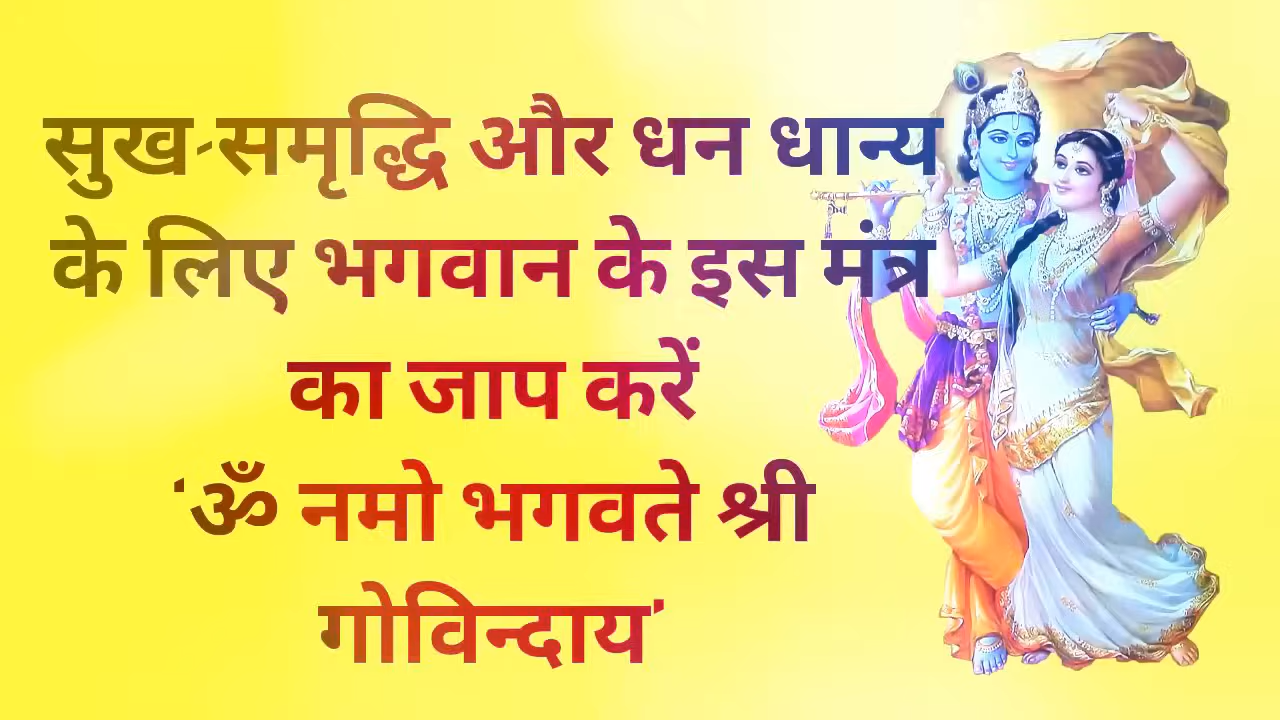 सुख-समृद्धि और धन धान्य
के लिए भगवान के इस मंत्र
का जाप करें
'ॐ नमो भगवते श्री
गोविन्दाय'